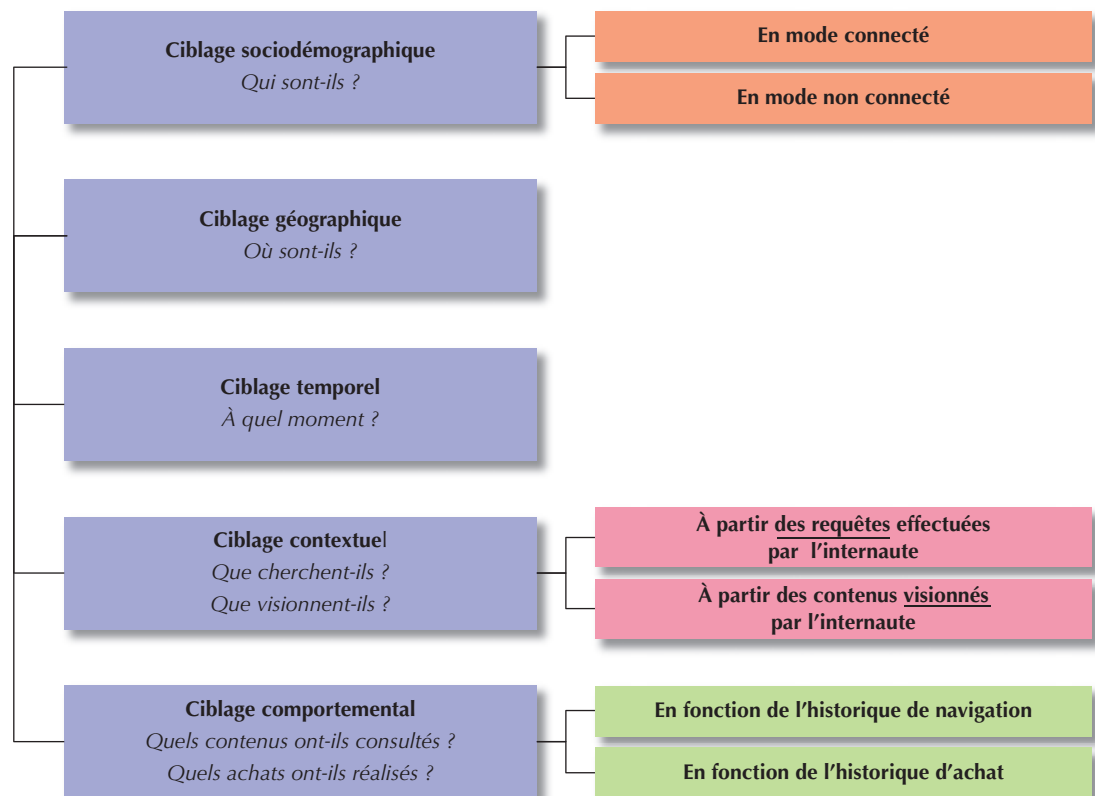 Ciblage sociodémographique
Qui sont-ils ?
En mode connecté
En mode non connecté
Ciblage géographique
Où sont-ils ?
Ciblage temporel
À quel moment ?
Ciblage contextuel
Que cherchent-ils ?
Que visionnent-ils ?
À partir des requêtes effectuées
par l'internaute
À partir des contenus visionnés
par l'internaute
Ciblage comportemental
Quels contenus ont-ils consultés ?
Quels achats ont-ils réalisés ?
En fonction de l'historique de navigation
En fonction de l'historique d'achat